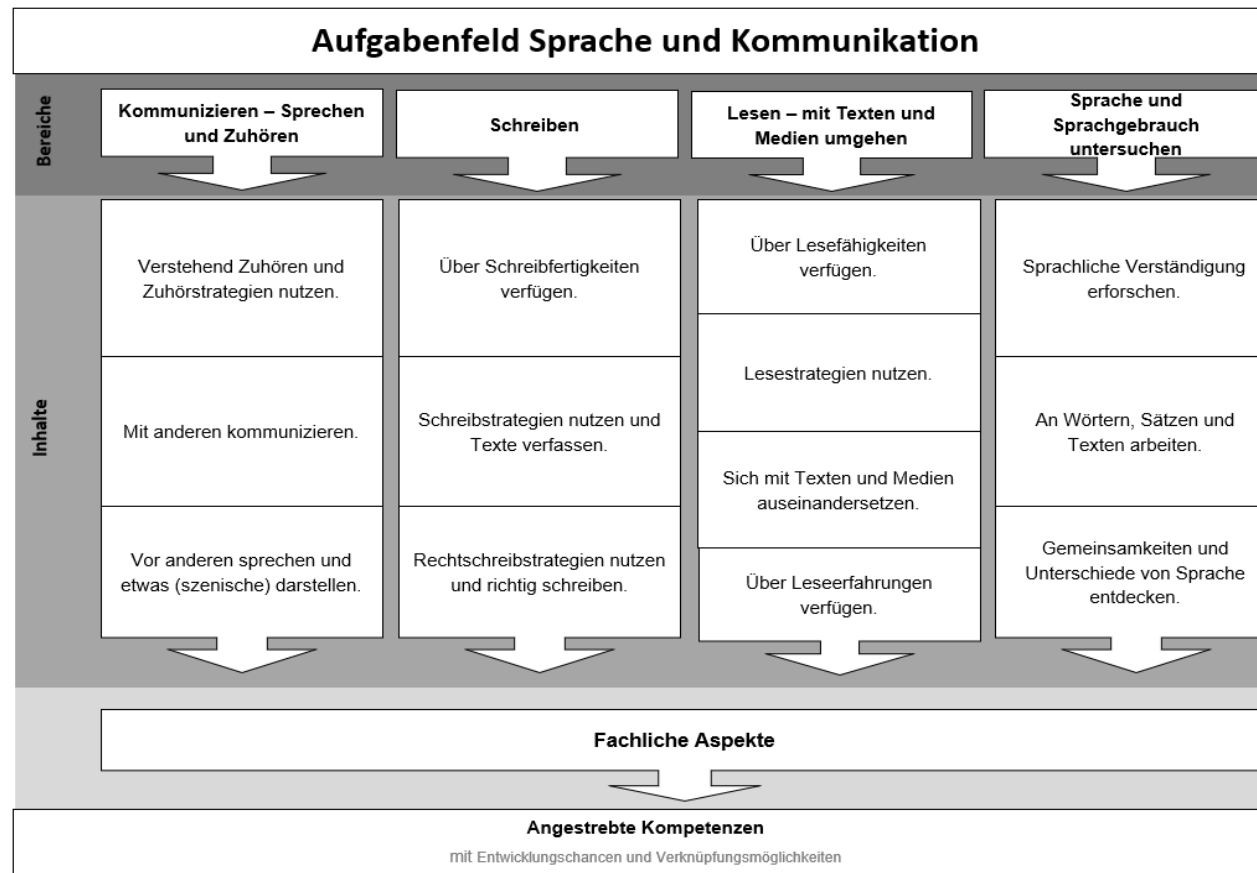 Aufgabenfeld Sprache und Kommunikation
Bereiche
Kommunizieren – Sprechen
und Zuhören
Schreiben
Lesen – mit Texten und
Medien umgehen
Sprache und
Sprachgebrauch
untersuchen
Inhalte
Verstehend Zuhören und
Zuhörstrategien nutzen.
Mit anderen kommunizieren.
Vor anderen sprechen und
etwas (szenische) darstellen.
Über Schreibfertigkeiten
verfügen.
Schreibstrategien nutzen und
Texte verfassen.
Rechtschreibstrategien nutzen
und richtig schreiben.
Über Lesefähigkeiten
verfügen.
Lesestrategien nutzen.
Sich mit Texten und Medien
auseinandersetzen.
Über Leseerfahrungen
verfügen.
Sprachliche Verständigung
erforschen.
An Wörtern, Sätzen und
Texten arbeiten.
Gemeinsamkeiten und
Unterschiede von Sprache
entdecken.
Fachliche Aspekte
Angestrebte Kompetenzen
mit Entwicklungschancen und Verknüpfungsmöglichkeiten